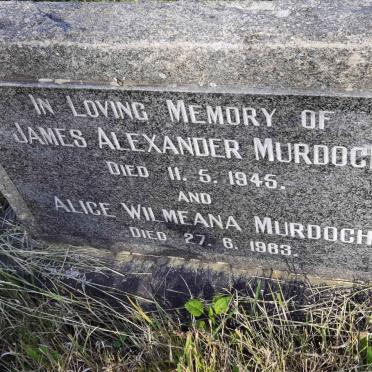 In Loving Memory of
James Alexander Murdoch
Died 11. 5. 1945.
and
Alice Wilmeana Murdoch
Died 27. 6. 1963.